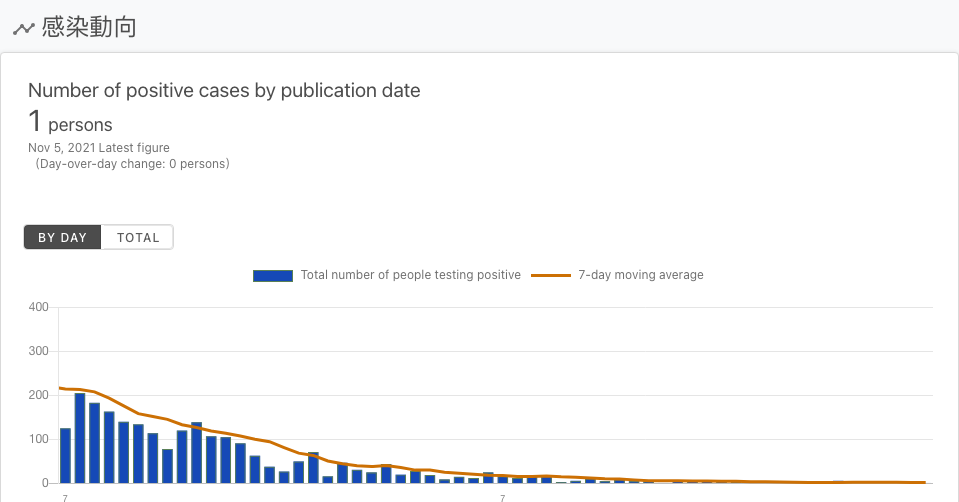 感染動向
Number of positive cases by publication date
1 persons
Nov 5, 2021 Latest figure
(Day-over-day change: 0 persons)
BY DAY TOTAL
Total number of people testing positive 7-day moving average
400
300
200
100
0
7 7